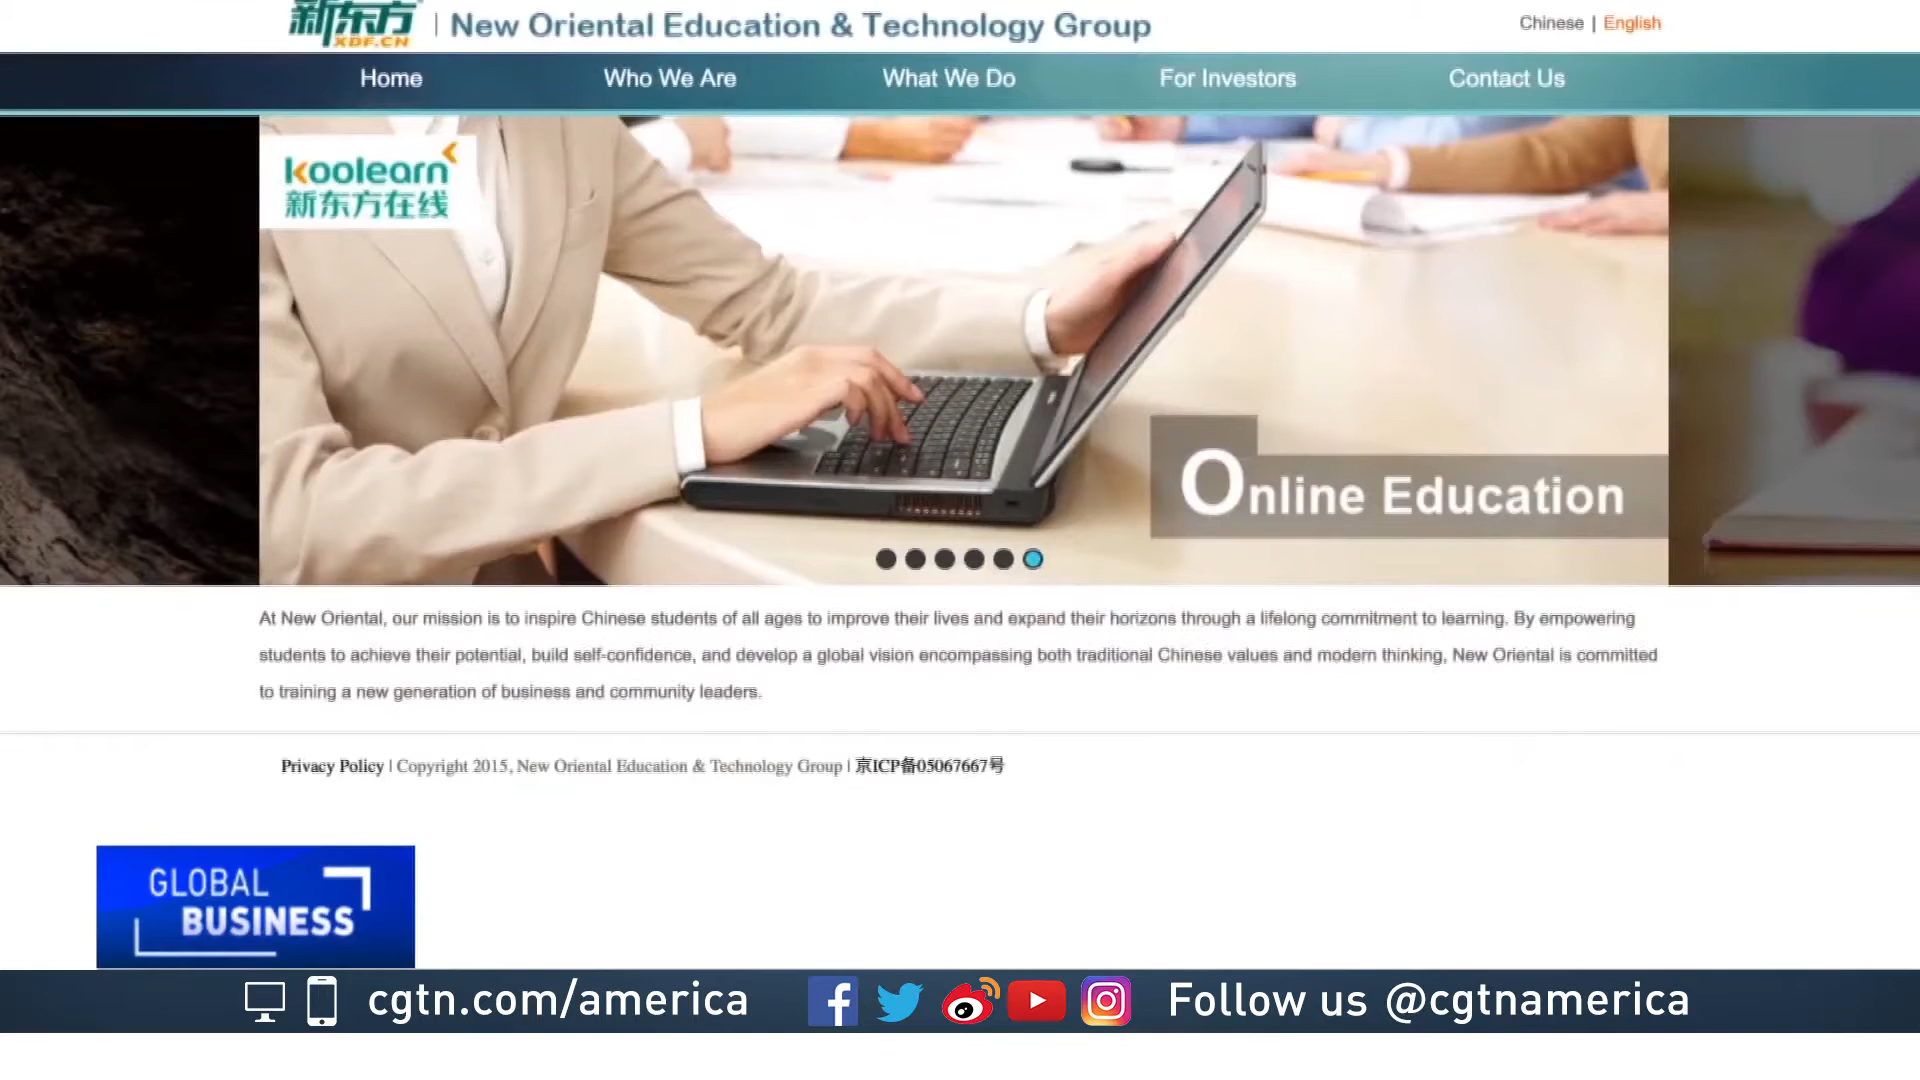 新东方
XDF.CN
New Oriental Education & Technology Group
Chinese | English
Home
Who We Are
What We Do
For Investors
Contact Us
koolearn
新东方在线
Online Education
At New Oriental, our mission is to inspire Chinese students of all ages to improve their lives and expand their horizons through a lifelong commitment to learning. By empowering
students to achieve their potential, build self-confidence, and develop a global vision encompassing both traditional Chinese values and modern thinking, New Oriental is committed
to training a new generation of business and community leaders.
Privacy Policy | Copyright 2015, New Oriental Education & Technology Group | 京ICP备05067667号
GLOBAL
BUSINESS
cgtn.com/america
Follow us @cgtnamerica